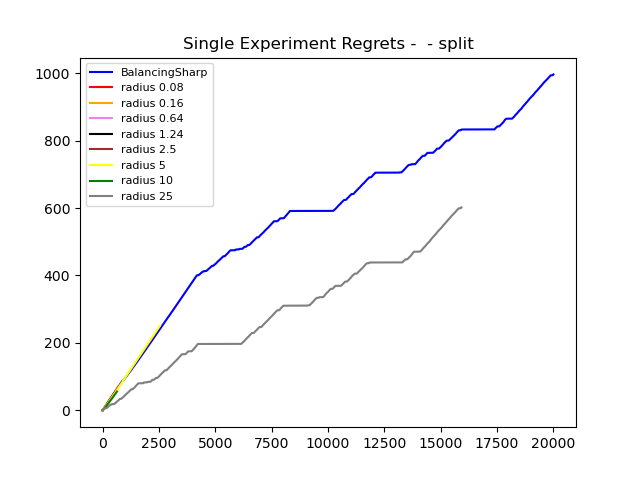 Single Experiment Regrets -  - split
1000
800
600
400
200
0
BalancingSharp
radius 0.08
radius 0.16
radius 0.64
radius 1.24
radius 2.5
radius 5
radius 10
radius 25
0 2500 5000 7500 10000 12500 15000 17500 20000